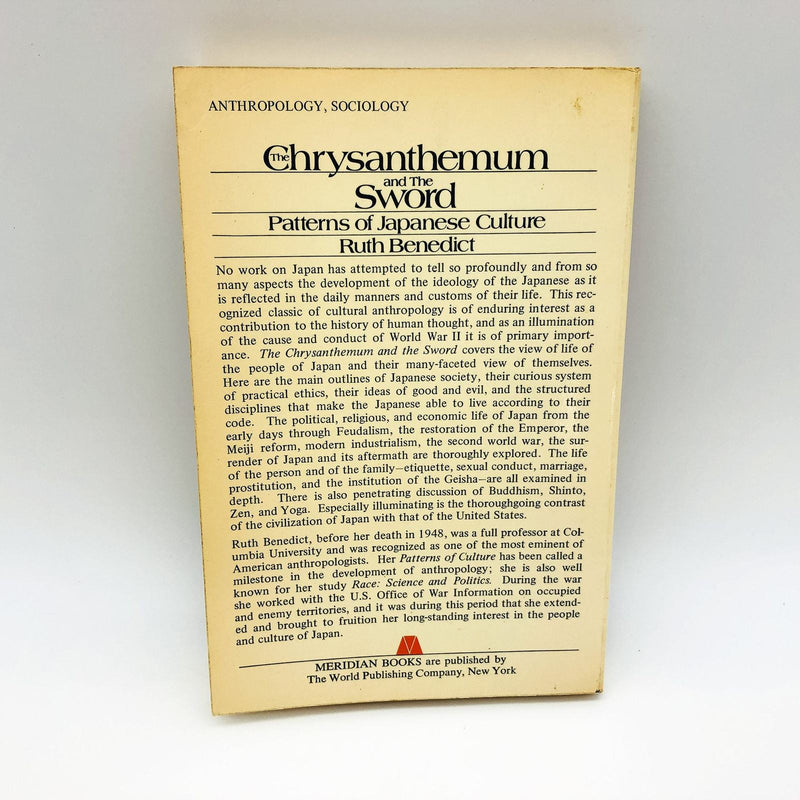 ANTHROPOLOGY, SOCIOLOGY
The Chrysanthemum
and The
Sword
Patterns of Japanese Culture
Ruth Benedict
No work on Japan has attempted to tell so profoundly and from so
many aspects the development of the ideology of the Japanese as it
is reflected in the daily manners and customs of their life. This rec-
ognized classic of cultural anthropology is of enduring interest as a
contribution to the history of human thought, and as an illumination
of the cause and conduct of World War II it is of primary import-
ance. The Chrysanthemum and the Sword covers the view of life of
the people of Japan and their many-faceted view of themselves.
Here are the main outlines of Japanese society, their curious system
of practical ethics, their ideas of good and evil, and the structured
disciplines that make the Japanese able to live according to their
code. The political, religious, and economic life of Japan from the
early days through Feudalism, the restoration of the Emperor, the
Meiji reform, modern industrialism, the second world war, the sur-
render of Japan and its aftermath are thoroughly explored. The life
of the person and of the family—etiquette, sexual conduct, marriage,
prostitution, and the institution of the Geisha—are all examined in
depth. There is also penetrating discussion of Buddhism, Shinto,
Zen, and Yoga. Especially illuminating is the thoroughgoing contrast
of the civilization of Japan with that of the United States.
Ruth Benedict, before her death in 1948, was a full professor at Col-
umbia University and was recognized as one of the most eminent of
American anthropologists. Her Patterns of Culture has been called a
milestone in the development of anthropology; she is also well
known for her study Race: Science and Politics. During the war
she worked with the U.S. Office of War Information on occupied
and enemy territories, and it was during this period that she extend-
ed and brought to fruition her long-standing interest in the people
and culture of Japan.
MERIDIAN BOOKS are published by
The World Publishing Company, New York